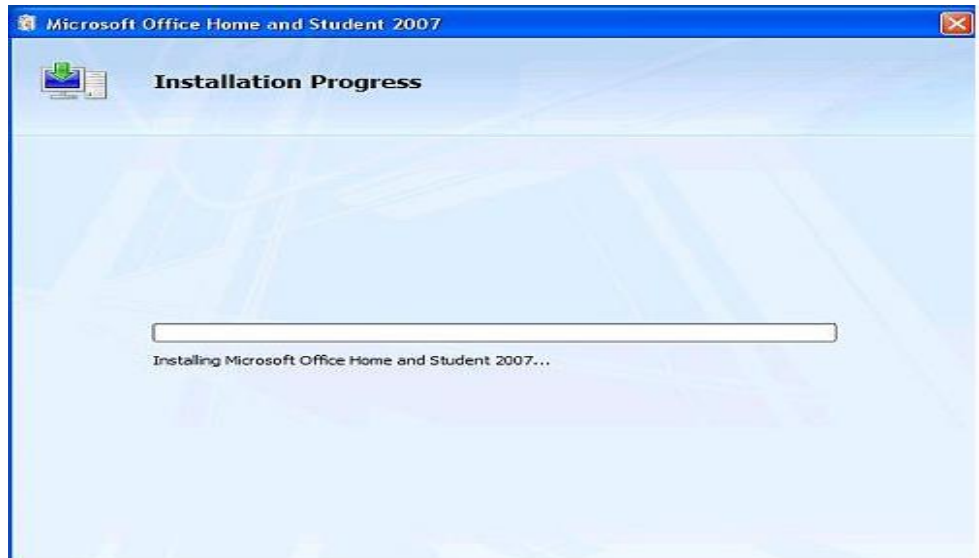 Microsoft Office Home and Student 2007
Installation Progress
Installing Microsoft Office Home and Student 2007...